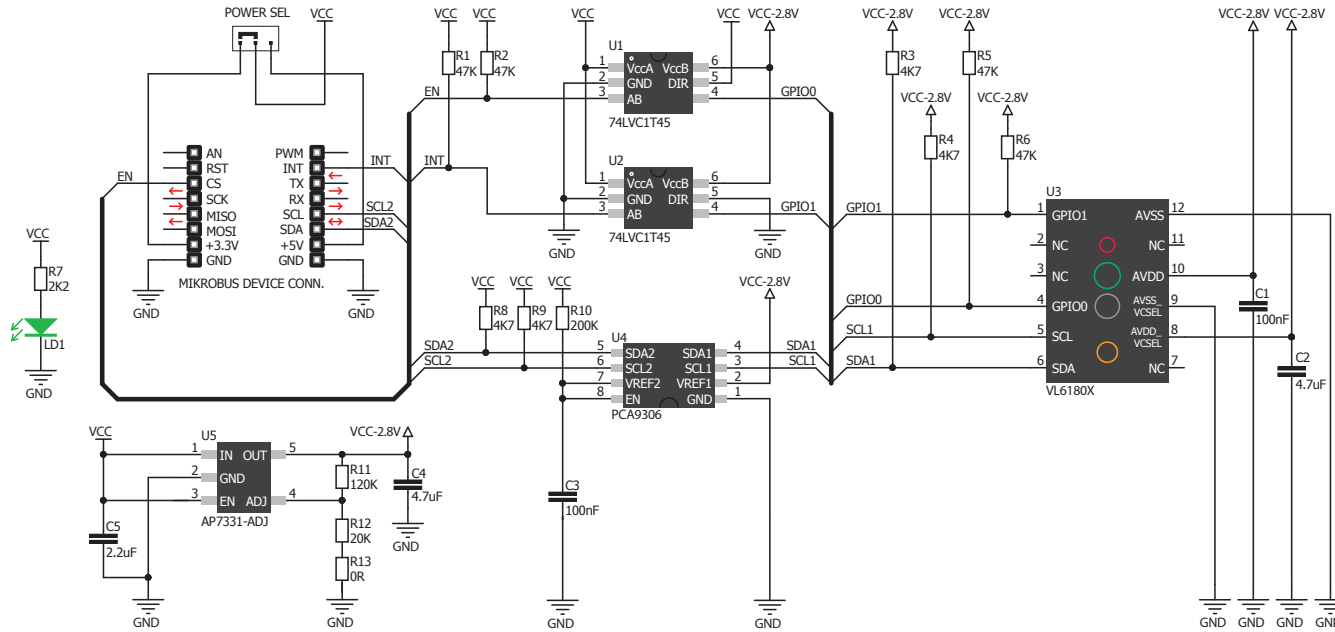 POWER SEL
VCC
AN
RST
CS
SCK
MISO
MOSI
+3.3V
GND
PWM
INT
TX
RX
SCL
SDA
+5V
GND
MIKROBUS DEVICE CONN.
GND
GND
EN
INT
SCL2
SDA2
VCC
R7
2K2
LD1
GND
VCC
R1
47K
R2
47K
EN
INT
VCC
U1
1
2
3
VccA
GND
AB
VccB
DIR
6
5
4
74LVC1T45
VCC
VCC-2.8V
GPIO0
U2
1
2
3
VccA
GND
AB
VccB
DIR
6
5
4
74LVC1T45
GPIO1
GND
GND
VCC
VCC
VCC
R8
4K7
R9
4K7
R10
200K
SDA2
SCL2
U4
5
6
7
8
SDA2
SCL2
VREF2
EN
SDA1
SCL1
VREF1
GND
4
3
2
1
PCA9306
VCC-2.8V
SDA1
SCL1
C3
100nF
GND
GND
VCC-2.8V
R3
4K7
VCC-2.8V
R5
47K
VCC-2.8V
R4
4K7
VCC-2.8V
R6
47K
GPIO1
GPIO0
SCL1
SDA1
U3
1
2
3
4
5
6
GPIO1
NC
NC
GPIO0
SCL
SDA
AVSS
NC
AVDD
AVSS_
VCSEL
AVDD_
VCSEL
NC
12
11
10
9
8
7
VL6180X
VCC-2.8V
VCC-2.8V
C1
100nF
C2
4.7uF
GND
GND
GND
GND
VCC
U5
1
2
3
IN
GND
EN
OUT
ADJ
5
4
AP7331-ADJ
VCC-2.8V
R11
120K
R12
20K
R13
0R
C4
4.7uF
GND
C5
2.2uF
GND
GND